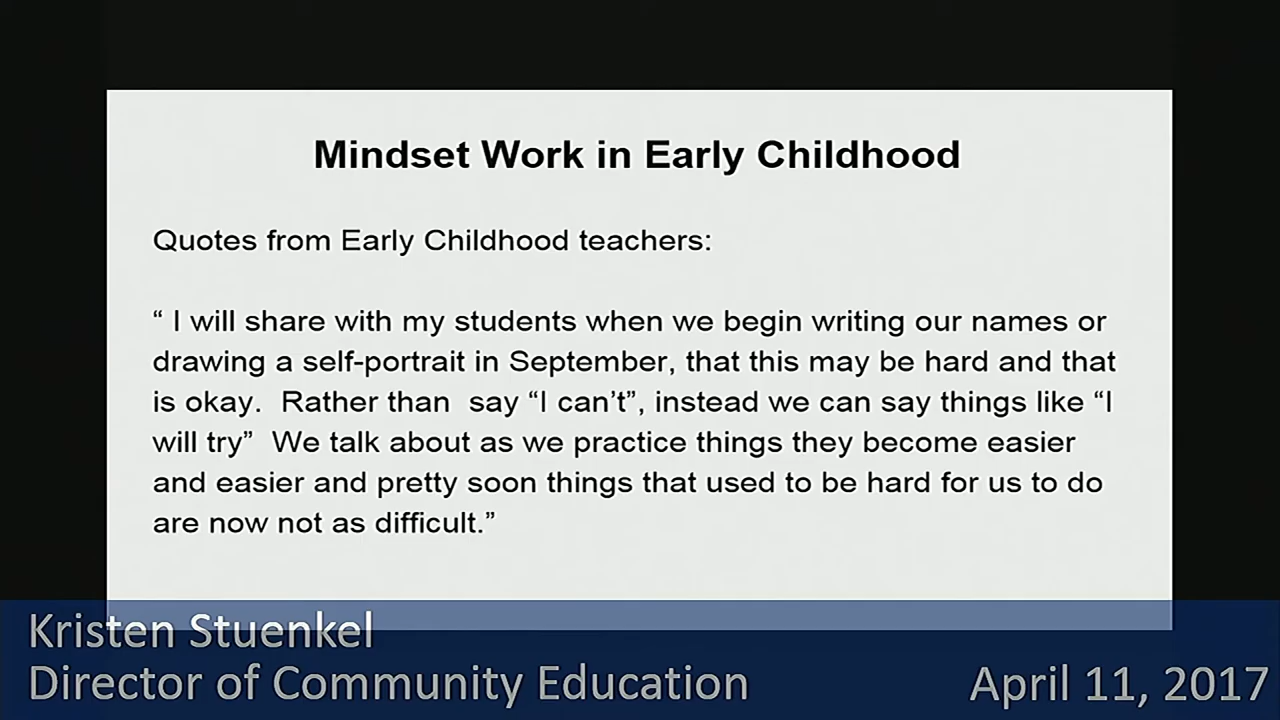 Mindset Work in Early Childhood
Quotes from Early Childhood teachers:
“ I will share with my students when we begin writing our names or
drawing a self-portrait in September, that this may be hard and that
is okay.  Rather than  say “I can’t”, instead we can say things like “I
will try”  We talk about as we practice things they become easier
and easier and pretty soon things that used to be hard for us to do
are now not as difficult.”
Kristen Stuenkel
Director of Community Education
April 11, 2017